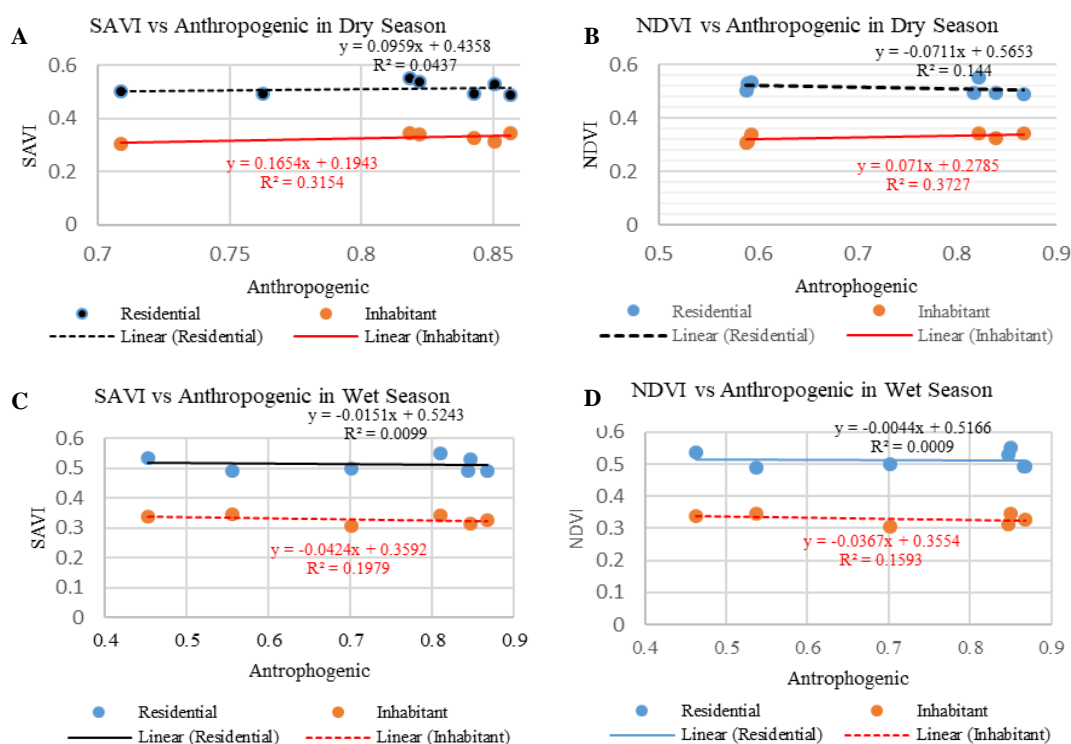 A
SAVI vs Anthropogenic in Dry Season
y = 0.0959x + 0.4358
R² = 0.0437
0.6
0.4
0.2
0
SAVI
y = 0.1654x + 0.1943
R² = 0.3154
0.7 0.75 0.8 0.85
Anthropogenic
Residential Inhabitant
Linear (Residential) Linear (Inhabitant)
B
NDVI vs Anthropogenic in Dry Season
y = -0.0711x + 0.5653
R² = 0.144
0.6
0.4
0.2
0
NDVI
y = 0.071x + 0.2785
R² = 0.3727
0.5 0.6 0.7 0.8 0.9
Antrophogenic
Residential Inhabitant
Linear (Residential) Linear (Inhabitant)
C
SAVI vs Anthropogenic in Wet Season
y = -0.0151x + 0.5243
R² = 0.0099
0.6
0.5
0.4
0.3
0.2
0.1
0
SAVI
y = -0.0424x + 0.3592
R² = 0.1979
0.4 0.5 0.6 0.7 0.8 0.9
Antrophogenic
Residential Inhabitant
Linear (Residential) Linear (Inhabitant)
D
NDVI vs Anthropogenic in Wet Season
y = -0.0044x + 0.5166
R² = 0.0009
0.6
0.5
0.4
0.3
0.2
0.1
0
NDVI
y = -0.0367x + 0.3554
R² = 0.1593
0.4 0.5 0.6 0.7 0.8 0.9
Antrophogenic
Residential Inhabitant
Linear (Residential) Linear (Inhabitant)